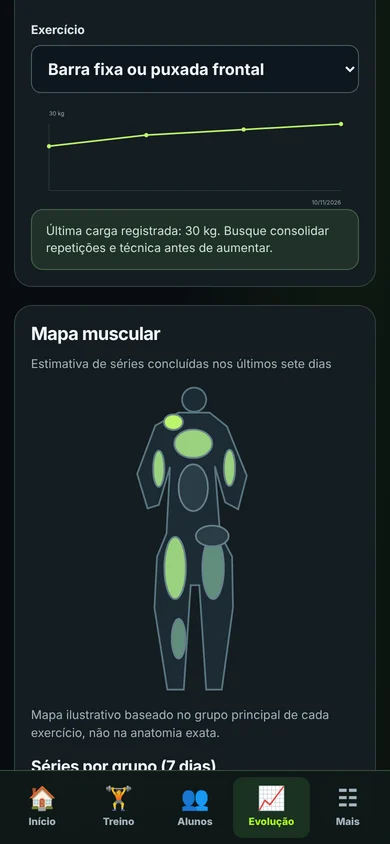 Exercício
Barra fixa ou puxada frontal
30 kg
10/11/2026
Última carga registrada: 30 kg. Busque consolidar
repetições e técnica antes de aumentar.
Mapa muscular
Estimativa de séries concluídas nos últimos sete dias
Mapa ilustrativo baseado no grupo principal de cada
exercício, não na anatomia exata.
Séries por grupo (7 dias)
Início
Treino
Alunos
Evolução
Mais